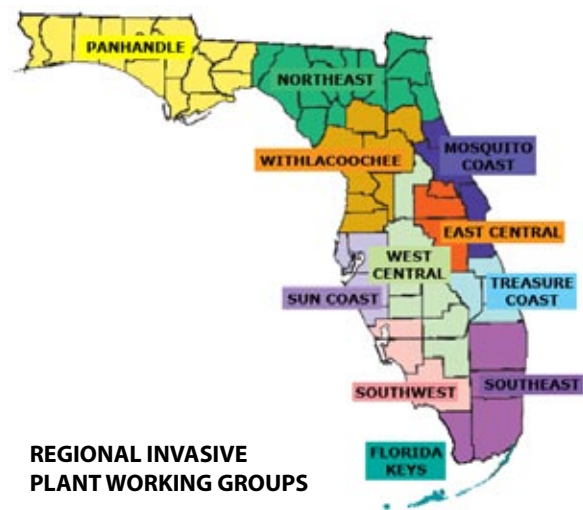 PANHANDLE
NORTHEAST
WITHLACOOCHEE
MOSQUITO
COAST
EAST CENTRAL
WEST
CENTRAL
TREASURE
COAST
SUN COAST
SOUTHWEST
SOUTHEAST
FLORIDA
KEYS
REGIONAL INVASIVE
PLANT WORKING GROUPS